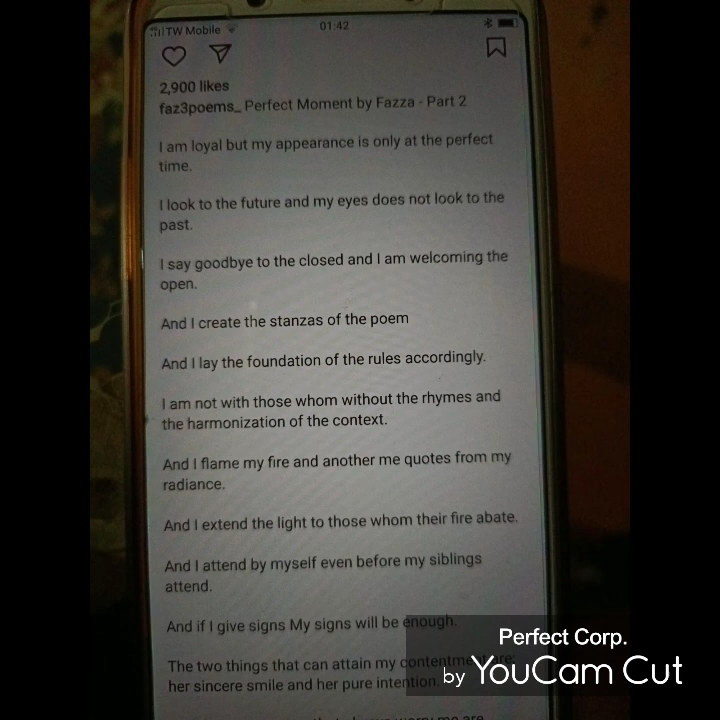 TW Mobile 01:42
2,900 likes
faz3poems_ Perfect Moment by Fazza - Part 2
I am loyal but my appearance is only at the perfect
time.
I look to the future and my eyes does not look to the
past.
I say goodbye to the closed and I am welcoming the
open.
And I create the stanzas of the poem
And I lay the foundation of the rules accordingly.
I am not with those whom without the rhymes and
the harmonization of the context.
And I flame my fire and another me quotes from my
radiance.
And I extend the light to those whom their fire abate.
And I attend by myself even before my siblings
attend.
And if I give signs My signs will be enough.
The two things that can attain my contentment are:
her sincere smile and her pure intention.
Perfect Corp.
by YouCam Cut